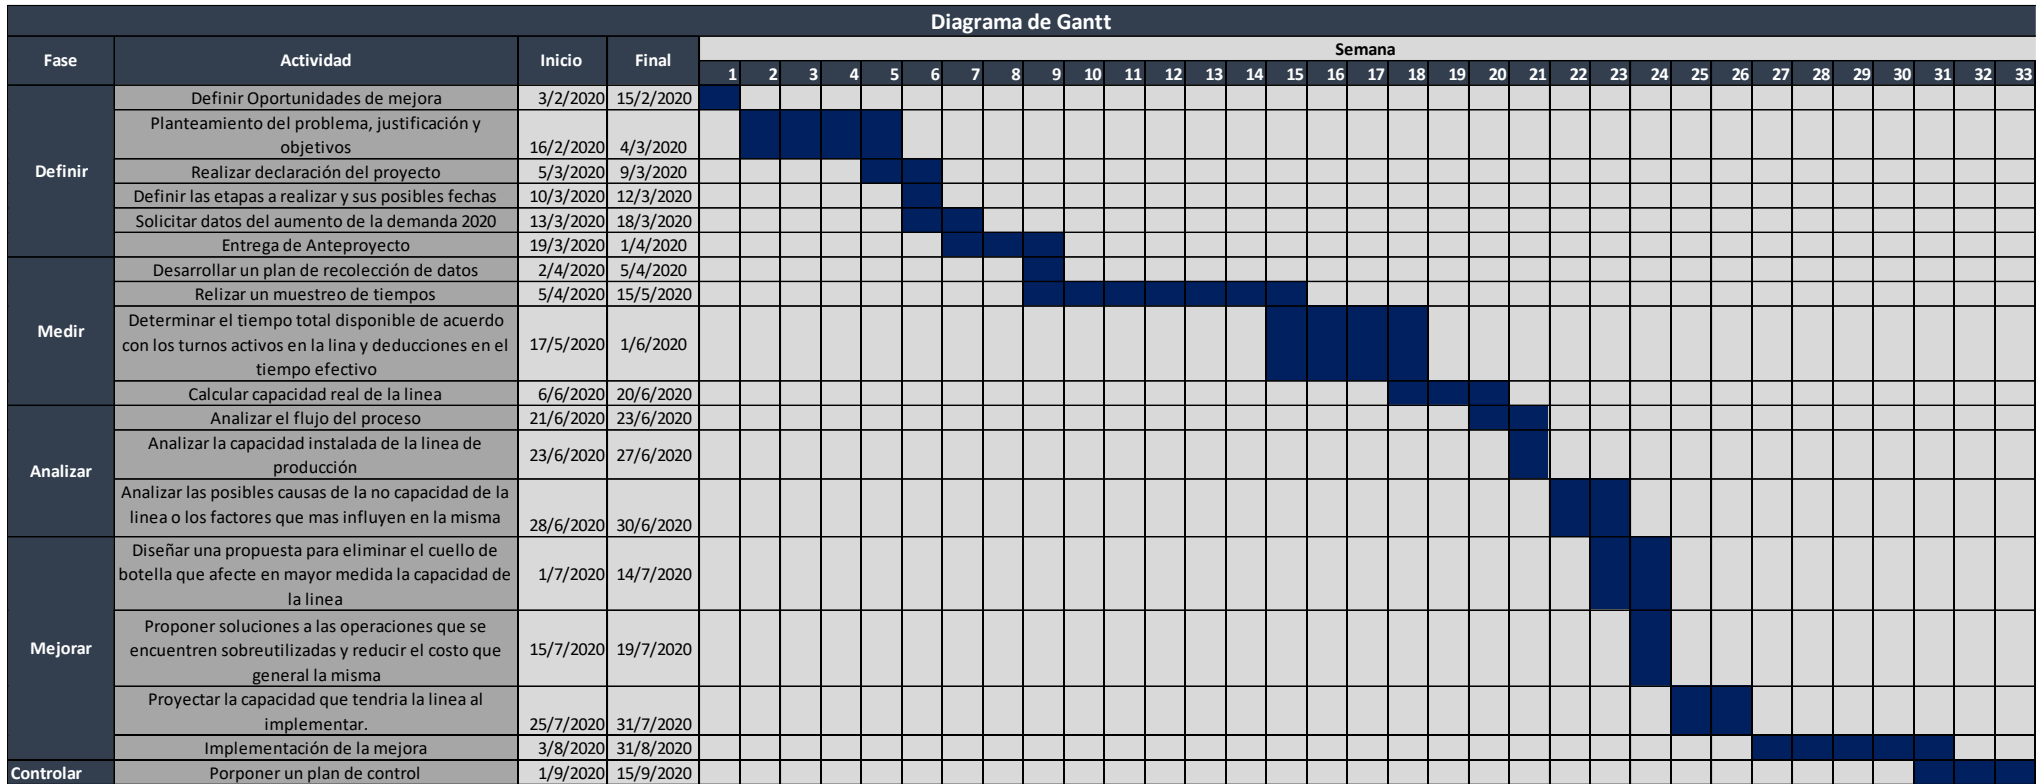 Diagrama de Gantt
Fase
Actividad
Inicio
Final
Semana
1 2 3 4 5 6 7 8 9 10 11 12 13 14 15 16 17 18 19 20 21 22 23 24 25 26 27 28 29 30 31 32 33
Definir
Definir Oportunidades de mejora 3/2/2020 15/2/2020
Planteamiento del problema, justificación y
objetivos 16/2/2020 4/3/2020
Realizar declaración del proyecto 5/3/2020 9/3/2020
Definir las etapas a realizar y sus posibles fechas 10/3/2020 12/3/2020
Solicitar datos del aumento de la demanda 2020 13/3/2020 18/3/2020
Entrega de Anteproyecto 19/3/2020 1/4/2020
Medir
Desarrollar un plan de recolección de datos 2/4/2020 5/4/2020
Relizar un muestreo de tiempos 5/4/2020 15/5/2020
Determinar el tiempo total disponible de acuerdo
con los turnos activos en la lina y deducciones en el 17/5/2020 1/6/2020
tiempo efectivo
Calcular capacidad real de la linea 6/6/2020 20/6/2020
Analizar
Analizar el flujo del proceso 21/6/2020 23/6/2020
Analizar la capacidad instalada de la linea de
producción 23/6/2020 27/6/2020
Analizar las posibles causas de la no capacidad de la
linea o los factores que mas influyen en la misma 28/6/2020 30/6/2020
Mejorar
Diseñar una propuesta para eliminar el cuello de
botella que afecte en mayor medida la capacidad de 1/7/2020 14/7/2020
la linea
Proponer soluciones a las operaciones que se
encuentren sobreutilizadas y reducir el costo que 15/7/2020 19/7/2020
general la misma
Proyectar la capacidad que tendria la linea al
implementar. 25/7/2020 31/7/2020
Implementación de la mejora 3/8/2020 31/8/2020
Controlar
Porponer un plan de control 1/9/2020 15/9/2020